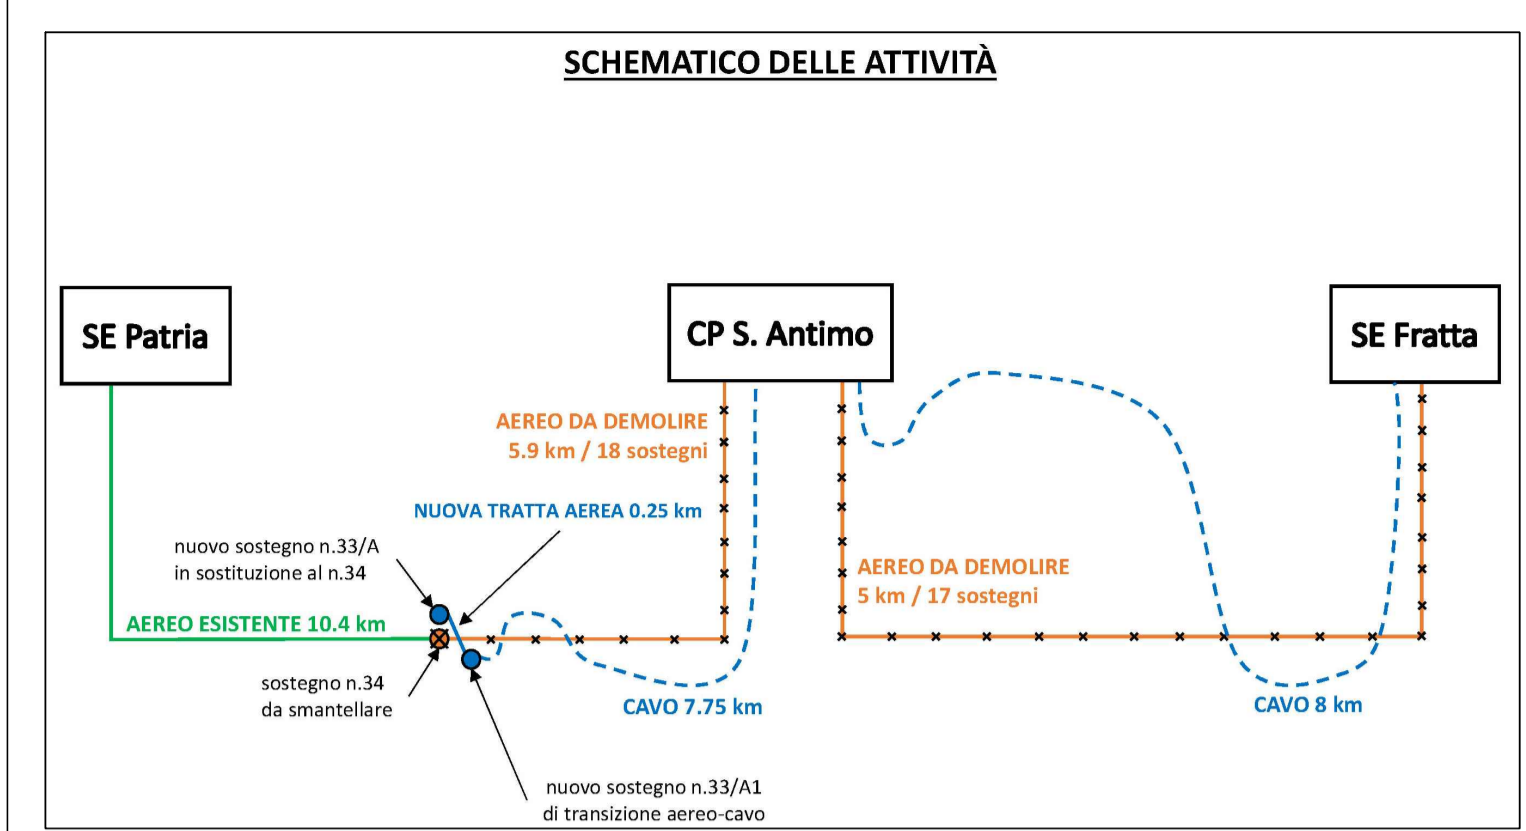 SCHEMATICO DELLE ATTIVITÀ
SE Patria
CP S. Antimo
SE Fratta
AEREO DA DEMOLIRE
5.9 km / 18 sostegni
NUOVA TRATTA AEREA 0.25 km
nuovo sostegno n.33/A
in sostituzione al n.34
AEREO DA DEMOLIRE
5 km / 17 sostegni
AEREO ESISTENTE 10.4 km
sostegno n.34
da smantellare
CAVO 7.75 km
CAVO 8 km
nuovo sostegno n.33/A1
di transizione aereo-cavo